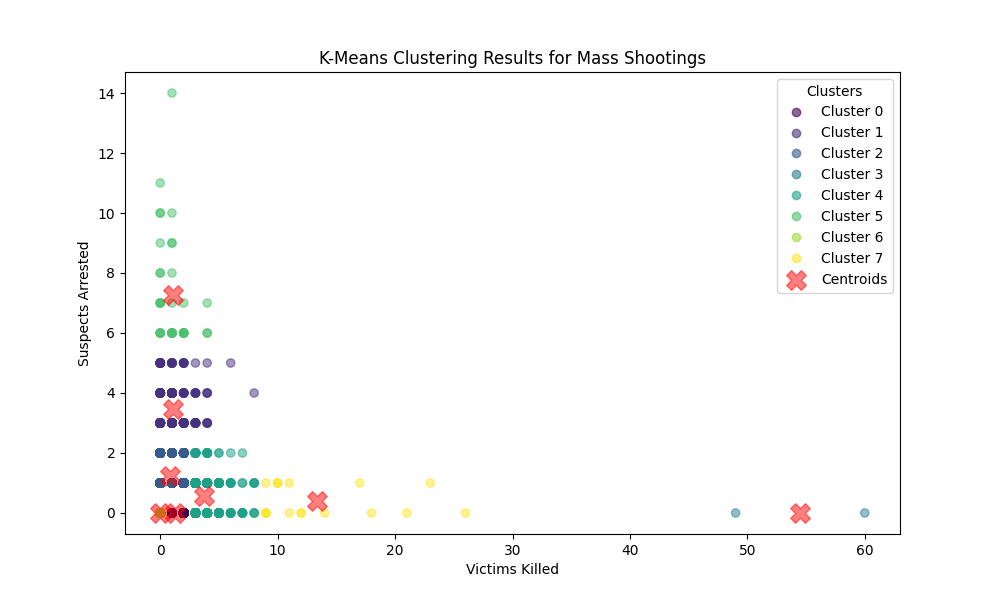 K-Means Clustering Results for Mass Shootings
Clusters
Cluster 0
Cluster 1
Cluster 2
Cluster 3
Cluster 4
Cluster 5
Cluster 6
Cluster 7
Centroids
Suspects Arrested
14
12
10
8
6
4
2
0
0 10 20 30 40 50 60
Victims Killed